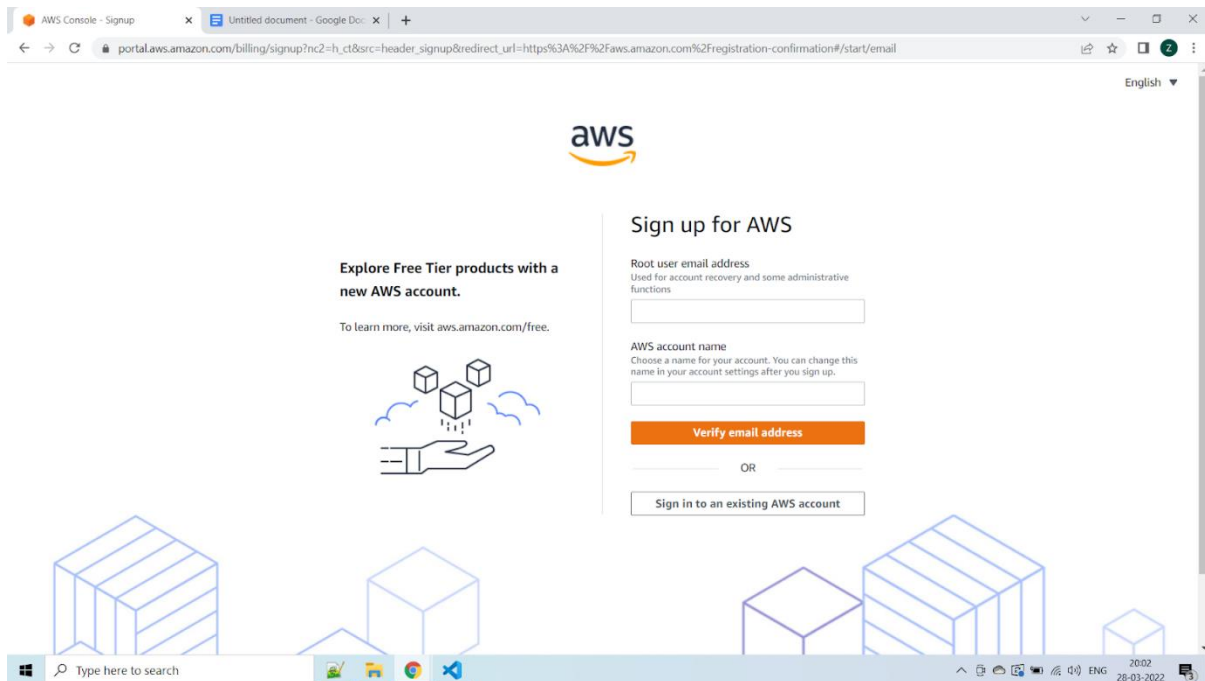 AWS Console - Signup
Untitled document - Google Doc
portal.aws.amazon.com/billing/signup?nc2=h_ct&src=header_signup&redirect_url=https%3A%2F%2Faws.amazon.com%2Fregistration-confirmation#/start/email
Z
English
aws
Explore Free Tier products with a
new AWS account.
To learn more, visit aws.amazon.com/free.
Sign up for AWS
Root user email address
Used for account recovery and some administrative
functions
AWS account name
Choose a name for your account. You can change this
name in your account settings after you sign up.
Verify email address
OR
Sign in to an existing AWS account
Type here to search
ENG
20:02
28-03-2022
3